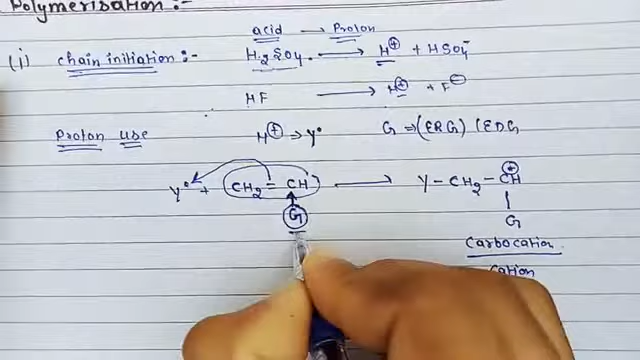 Polymerisation :-
(i) chain initiation :- acid → Proton
H₂SO₄ → H⊕ + HSO₄⁻
HF → H⊕ + F⊖
Proton use H⊕ ⇒ Y• G ⇒ (ERG) (EDG
Y• + CH₂ = CH → Y - CH₂ - CH⊕
G G
Carbocation
Cation